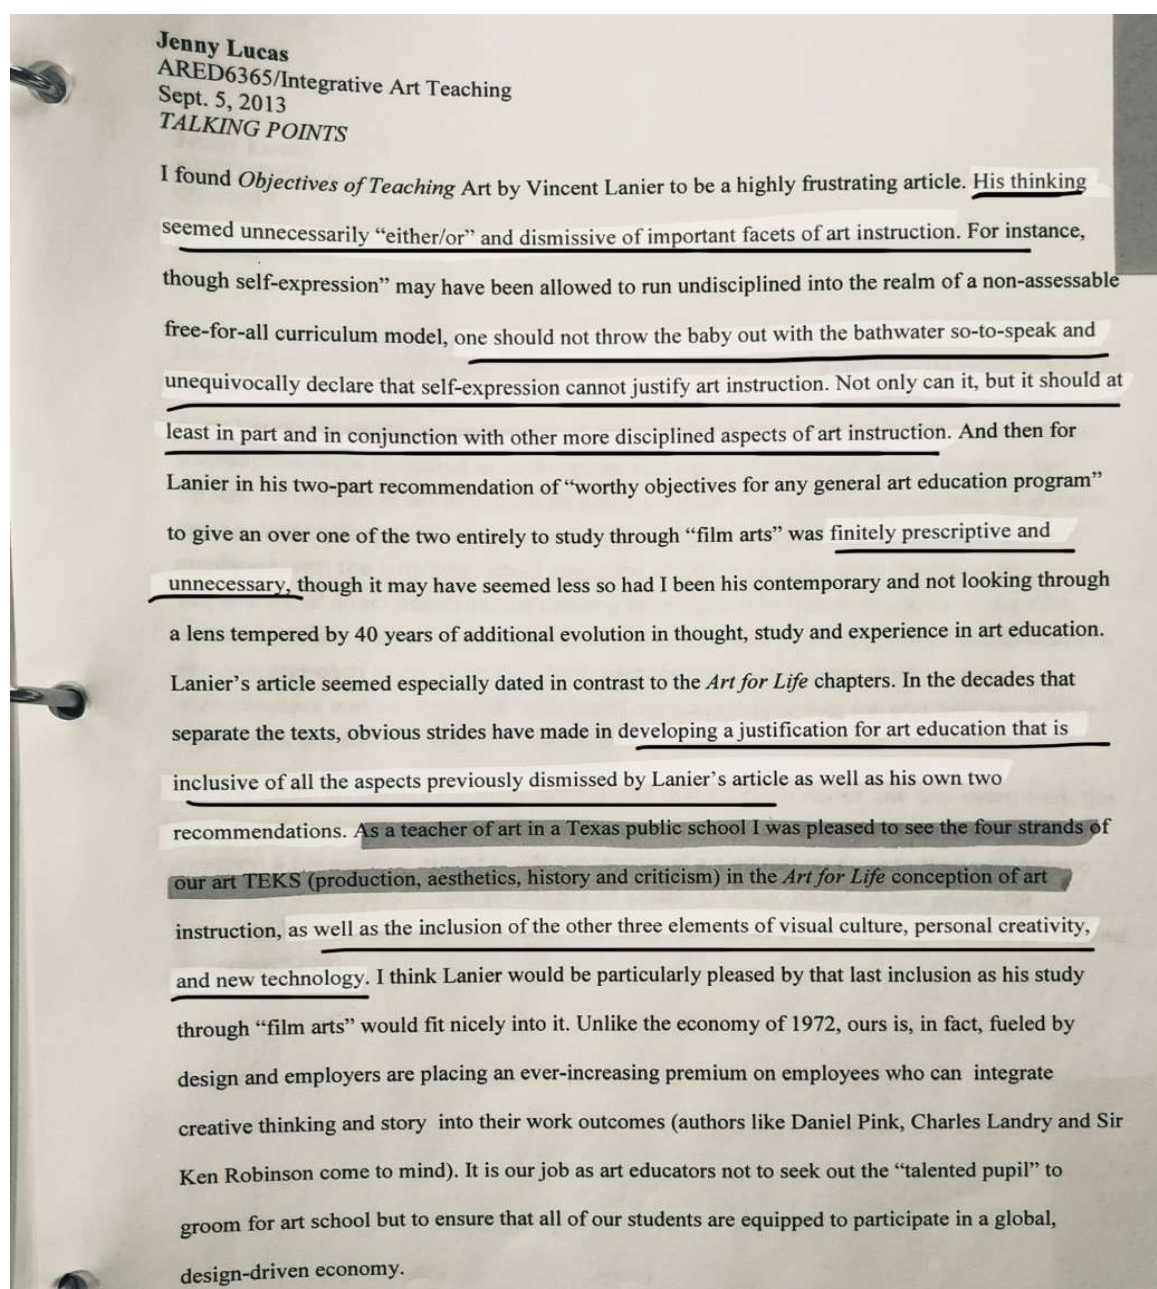 Jenny Lucas
ARED6365/Integrative Art Teaching
Sept. 5, 2013
TALKING POINTS
I found Objectives of Teaching Art by Vincent Lanier to be a highly frustrating article. His thinking
seemed unnecessarily “either/or” and dismissive of important facets of art instruction. For instance,
though self-expression” may have been allowed to run undisciplined into the realm of a non-assessable
free-for-all curriculum model, one should not throw the baby out with the bathwater so-to-speak and
unequivocally declare that self-expression cannot justify art instruction. Not only can it, but it should at
least in part and in conjunction with other more disciplined aspects of art instruction. And then for
Lanier in his two-part recommendation of “worthy objectives for any general art education program”
to give an over one of the two entirely to study through “film arts” was finitely prescriptive and
unnecessary, though it may have seemed less so had I been his contemporary and not looking through
a lens tempered by 40 years of additional evolution in thought, study and experience in art education.
Lanier’s article seemed especially dated in contrast to the Art for Life chapters. In the decades that
separate the texts, obvious strides have made in developing a justification for art education that is
inclusive of all the aspects previously dismissed by Lanier’s article as well as his own two
recommendations. As a teacher of art in a Texas public school I was pleased to see the four strands of
our art TEKS (production, aesthetics, history and criticism) in the Art for Life conception of art
instruction, as well as the inclusion of the other three elements of visual culture, personal creativity,
and new technology. I think Lanier would be particularly pleased by that last inclusion as his study
through “film arts” would fit nicely into it. Unlike the economy of 1972, ours is, in fact, fueled by
design and employers are placing an ever-increasing premium on employees who can integrate
creative thinking and story into their work outcomes (authors like Daniel Pink, Charles Landry and Sir
Ken Robinson come to mind). It is our job as art educators not to seek out the “talented pupil” to
groom for art school but to ensure that all of our students are equipped to participate in a global,
design-driven economy.